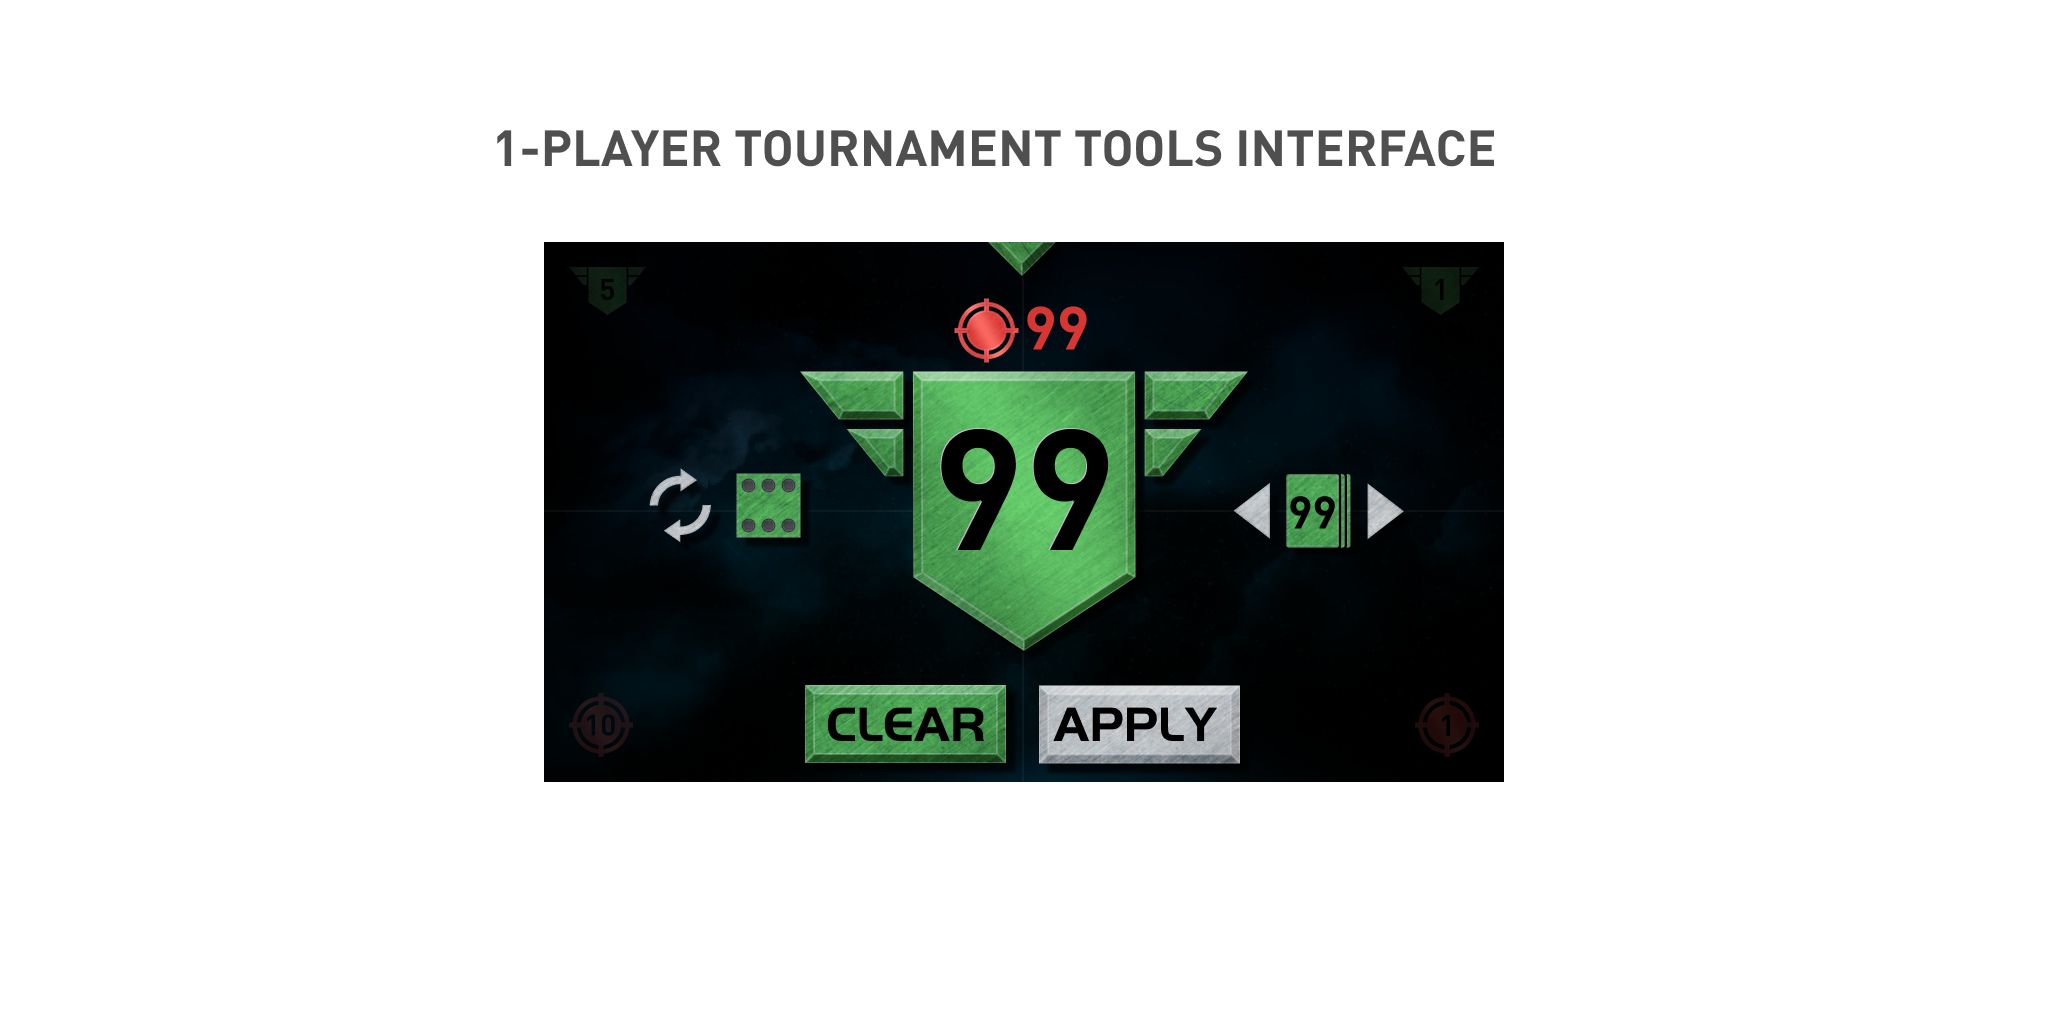 1-PLAYER TOURNAMENT TOOLS INTERFACE
5
1
99
99
99
10
1
CLEAR
APPLY